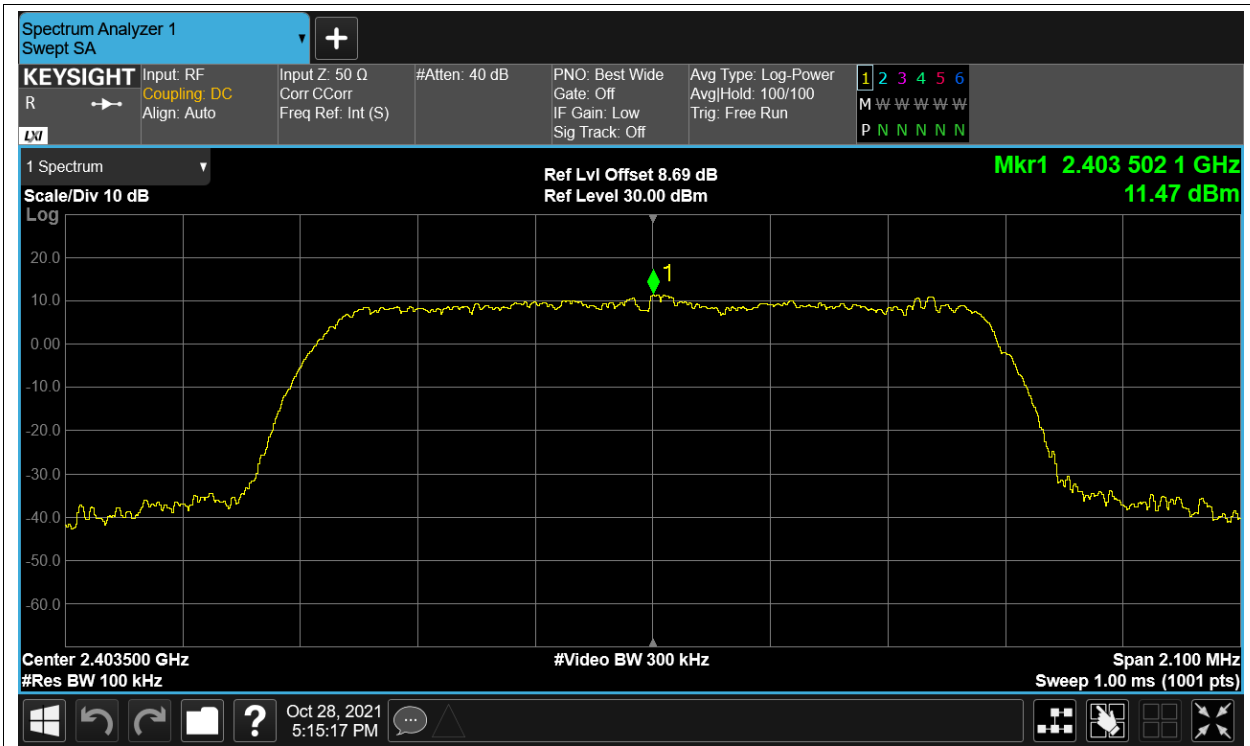 Spectrum Analyzer 1
Swept SA
KEYSIGHT
R
LXI
Input: RF
Coupling: DC
Align: Auto
Input Z: 50 Ω
Corr CCorr
Freq Ref: Int (S)
#Atten: 40 dB
PNO: Best Wide
Gate: Off
IF Gain: Low
Sig Track: Off
Avg Type: Log-Power
Avg|Hold: 100/100
Trig: Free Run
1 2 3 4 5 6
M W W W W W
P N N N N N
1 Spectrum
Scale/Div 10 dB
Log
Ref Lvl Offset 8.69 dB
Ref Level 30.00 dBm
Mkr1 2.403 502 1 GHz
11.47 dBm
20.0
1
10.0
0.00
-10.0
-20.0
-30.0
-40.0
-50.0
-60.0
Center 2.403500 GHz
#Res BW 100 kHz
#Video BW 300 kHz
Span 2.100 MHz
Sweep 1.00 ms (1001 pts)
?
Oct 28, 2021
5:15:17 PM